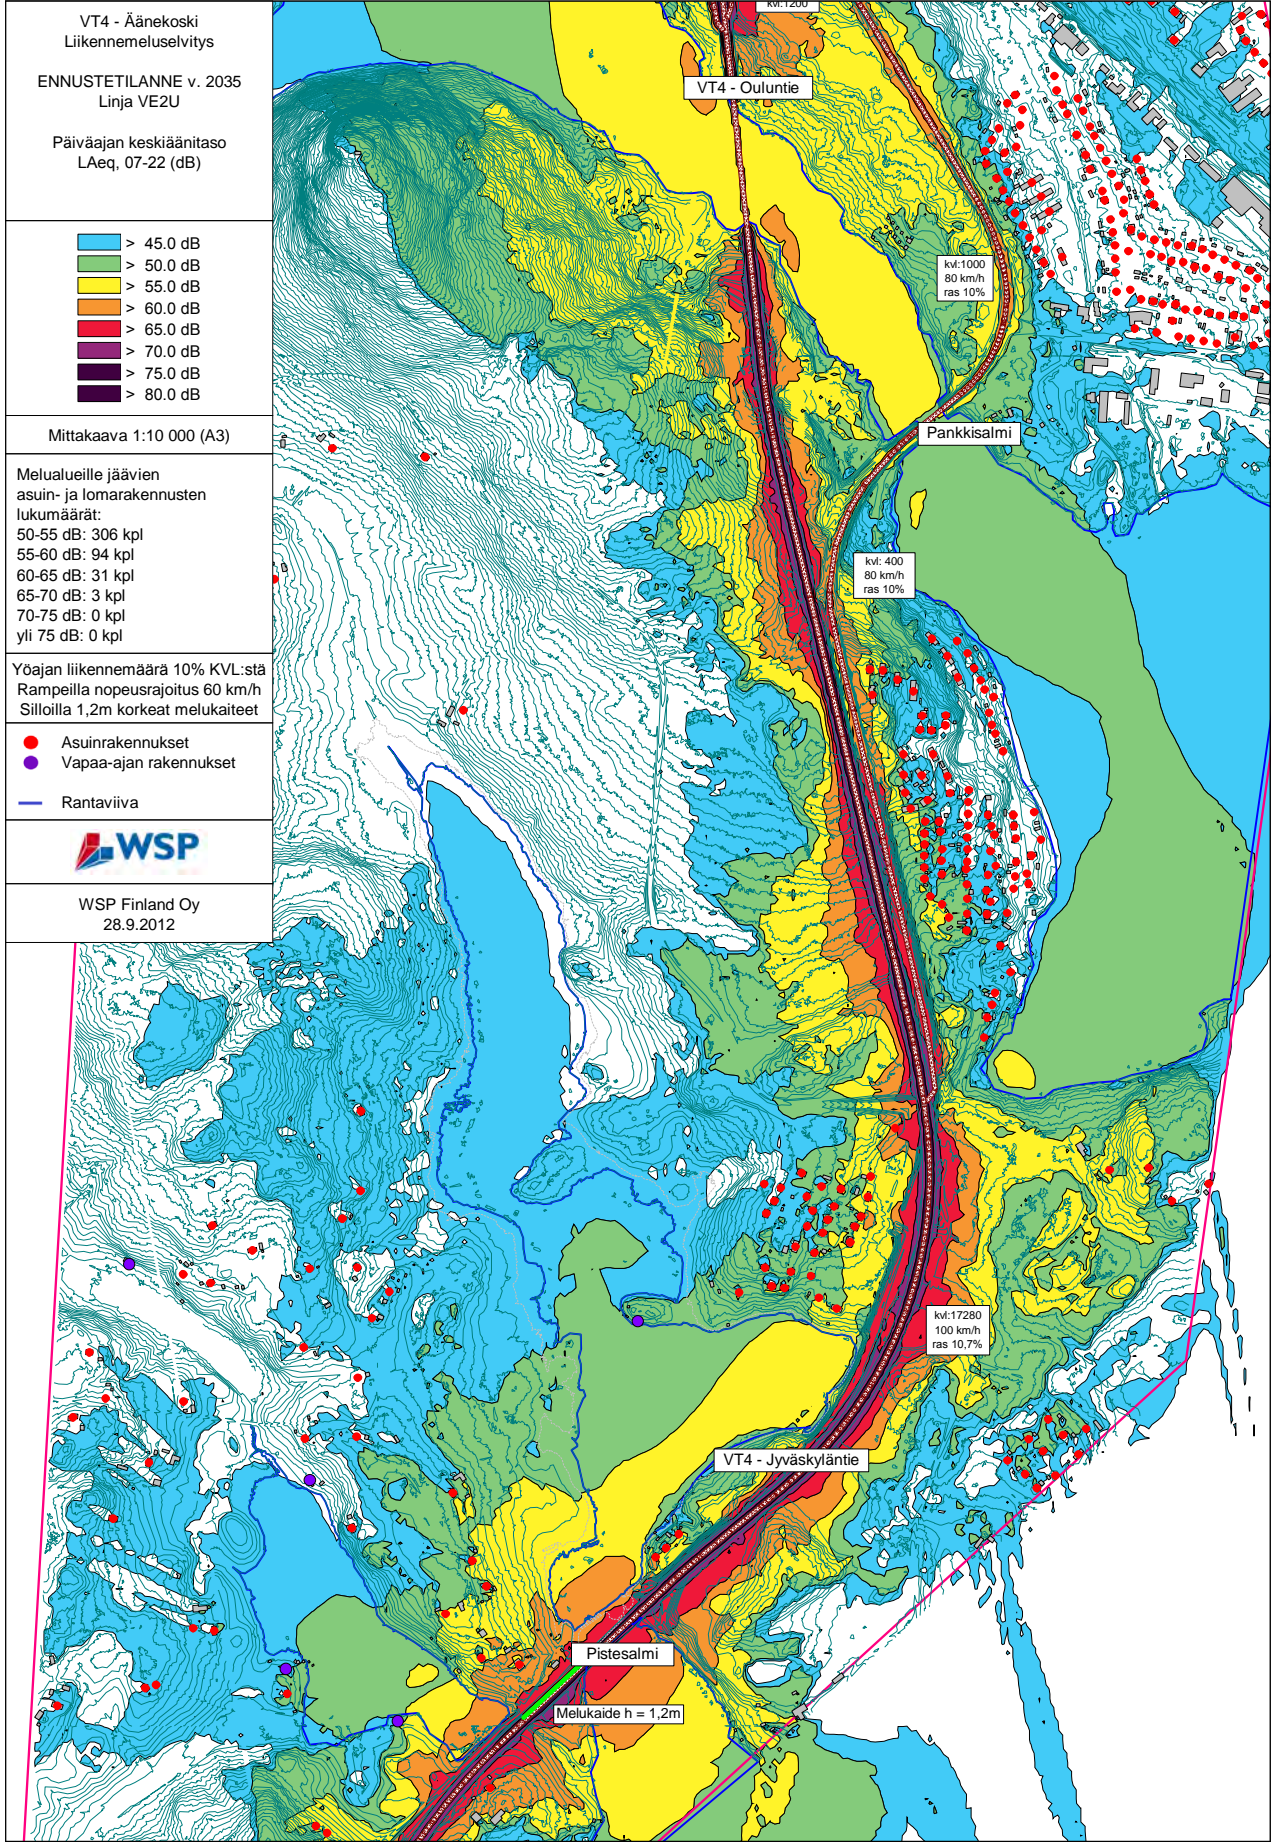 VT4 - Äänekoski
Liikennemeluselvitys
ENNUSTETILANNE v. 2035
Linja VE2U
Päiväajan keskiäänitaso
LAeq, 07-22 (dB)
> 45.0 dB
> 50.0 dB
> 55.0 dB
> 60.0 dB
> 65.0 dB
> 70.0 dB
> 75.0 dB
> 80.0 dB
Mittakaava 1:10 000 (A3)
Melualueille jäävien
asuin- ja lomarakennusten
lukumäärät:
50-55 dB: 306 kpl
55-60 dB: 94 kpl
60-65 dB: 31 kpl
65-70 dB: 3 kpl
70-75 dB: 0 kpl
yli 75 dB: 0 kpl
Yöajan liikennemäärä 10% KVL:stä
Rampeilla nopeusrajoitus 60 km/h
Silloilla 1,2m korkeat melukaiteet
Asuinrakennukset
Vapaa-ajan rakennukset
Rantaviiva
WSP
WSP Finland Oy
28.9.2012
kvl:1200
VT4 - Ouluntie
kvl:1000
80 km/h
ras 10%
Pankkisalmi
kvl: 400
80 km/h
ras 10%
kvl:17280
100 km/h
ras 10,7%
VT4 - Jyväskyläntie
Pistesalmi
Melukaide h = 1,2m